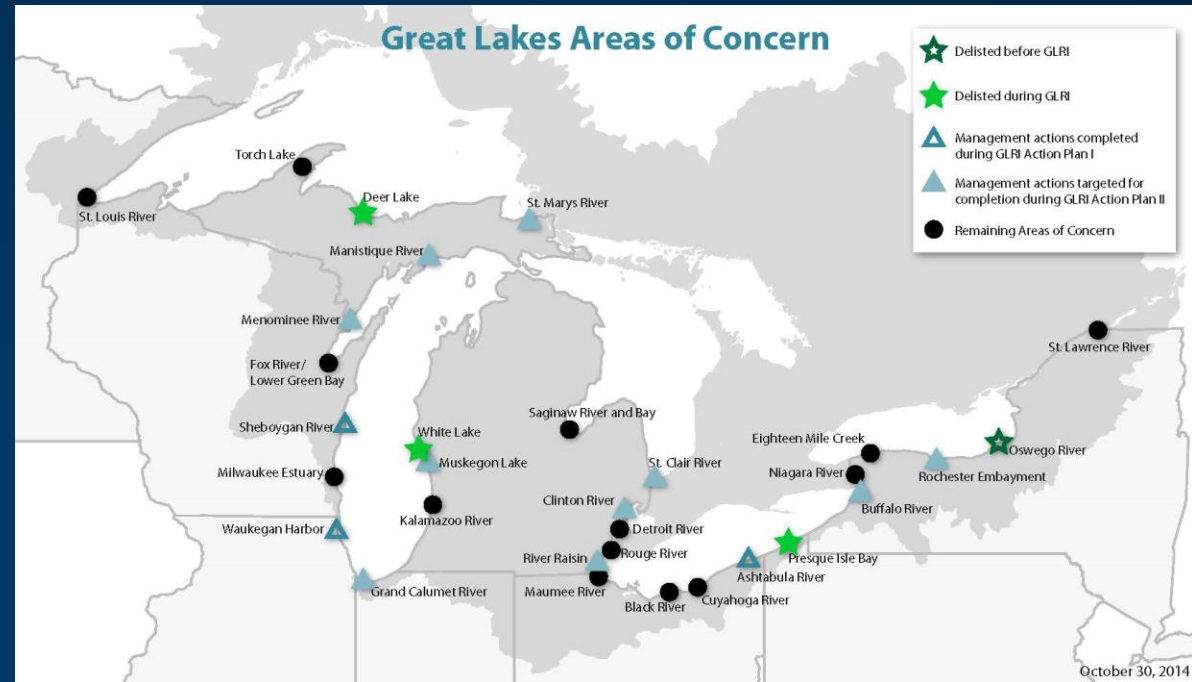 Great Lakes Areas of Concern
Delisted before GLRI
Delisted during GLRI
Management actions completed
during GLRI Action Plan I
Management actions targeted for
completion during GLRI Action Plan II
Remaining Areas of Concern
Torch Lake
St. Louis River
Deer Lake
St. Marys River
Manistique River
Menominee River
Fox River/
Lower Green Bay
Sheboygan River
Milwaukee Estuary
Waukegan Harbor
White Lake
Muskegon Lake
Kalamazoo River
Grand Calumet River
Saginaw River and Bay
St. Clair River
Clinton River
Detroit River
Rouge River
River Raisin
Maumee River
Black River
Cuyahoga River
Ashtabula River
Presque Isle Bay
Eighteen Mile Creek
Niagara River
Buffalo River
Rochester Embayment
Oswego River
St. Lawrence River
October 30, 2014